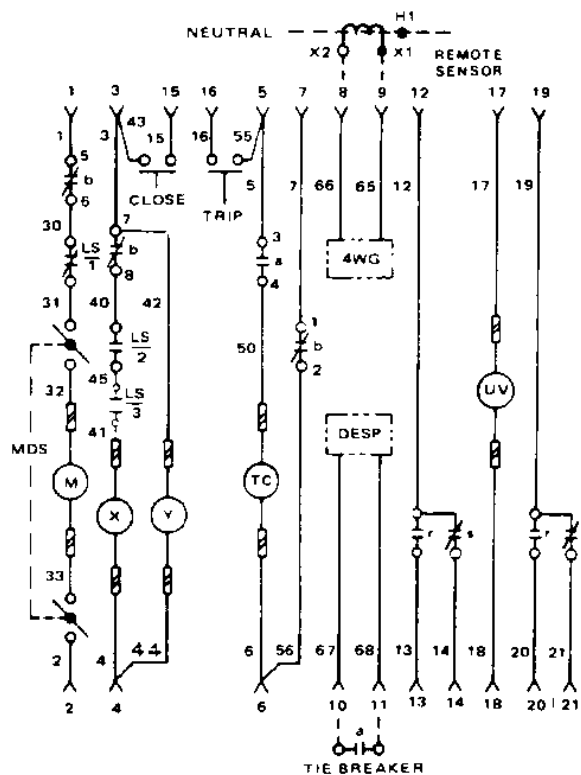 H1
NEUTRAL
X2 X1 REMOTE
SENSOR
1 3 15 16 5 7 8 9 12 17 19
43
1 3 15 16 55
5
b
6
CLOSE
TRIP
5 7 66 65 12 17 19
30
7
3
LS
1
b
8
a
4
4WG
31 40 42
1
b
2
LS
2
50
32 45
LS
3
UV
41
DESP
MDS
M X Y TC
r s r
33
2 4 44 6 56 67 68 13 14 18 20 21
2 4 6 10 11 13 14 18 20 21
a
TIE BREAKER